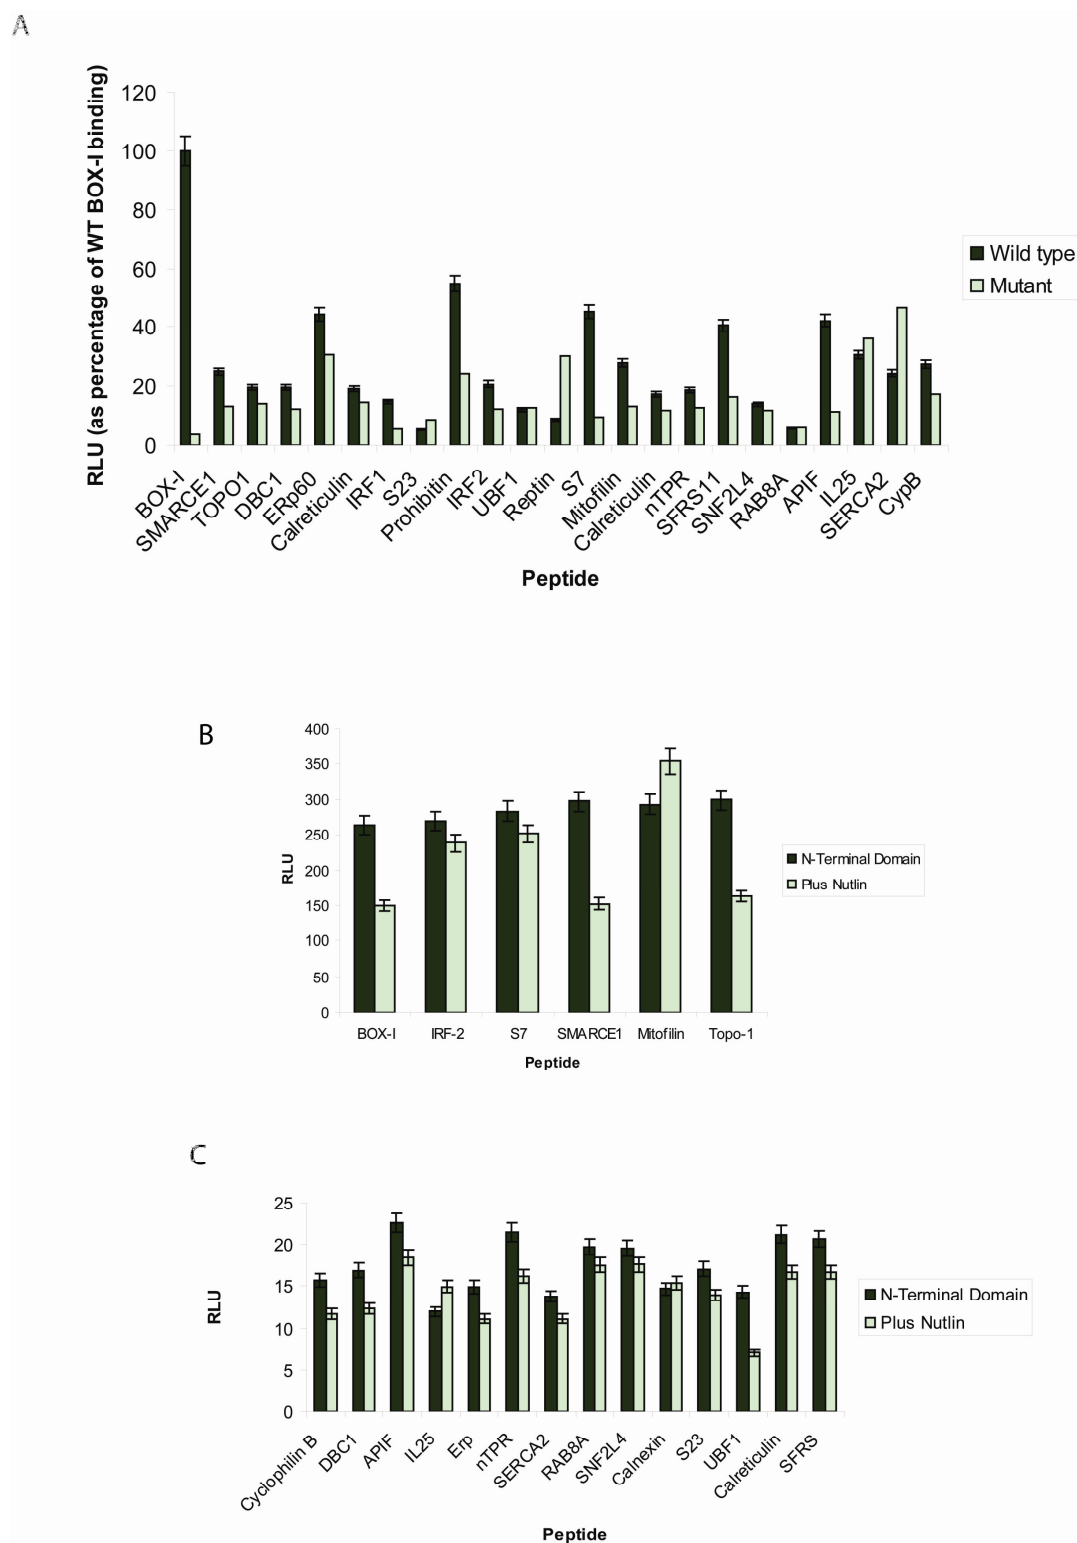 A
RLU (as percentage of WT BOX-I binding)
120
100
80
60
40
20
0
Wild type
Mutant
BOX-I
SMARCE1
TOPO1
DBC1
ERp60
Calreticulin
IRF1
S23
Prohibitin
IRF2
UBF1
Reptin
S7
Mitofilin
Calreticulin
nTPR
SFRS11
SNF2L4
RAB8A
APIF
IL25
SERCA2
CypB
Peptide
B
RLU
400
350
300
250
200
150
100
50
0
N-Terminal Domain
Plus Nutlin
BOX-I IRF-2 S7 SMARCE1 Mitofilin Topo-1
Peptide
C
RLU
25
20
15
10
5
0
N-Terminal Domain
Plus Nutlin
Cyclophilin B
DBC1
APIF
IL25
Erp
nTPR
SERCA2
RAB8A
SNF2L4
Calnexin
S23
UBF1
Calreticulin
SFRS
Peptide